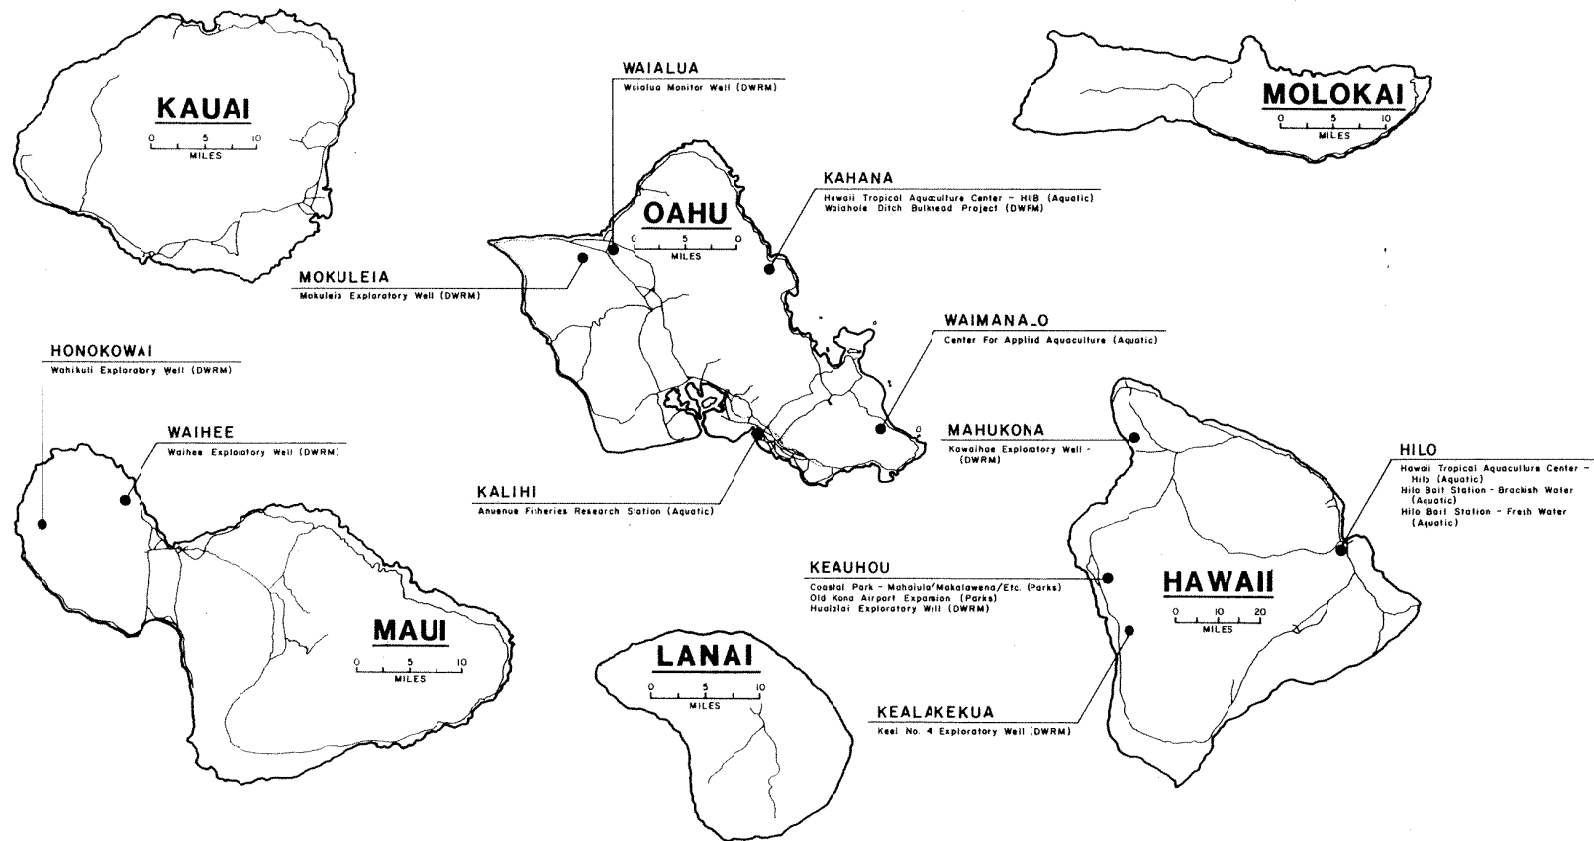 KAUAI
0 5 10
MILES
WAIALUA
Waialua Monitor Well (DWRM)
MOLOKAI
0 5 10
MILES
KAHANA
Hawaii Tropical Aquaculture Center - HIB (Aquatic)
Waiahole Ditch Bulkhead Project (DWRM)
OAHU
0 5 0
MILES
MOKULEIA
Mokuleia Exploratory Well (DWRM)
WAIMANA_O
Center For Applied Aquaculture (Aquatic)
HONOKOWAI
Wahikuli Exploratory Well (DWRM)
WAIHEE
Waihee Exploratory Well (DWRM)
MAHUKONA
Kawaihae Exploratory Well -
(DWRM)
HILO
Hawaii Tropical Aquaculture Center -
Hilo (Aquatic)
Hilo Bait Station - Brackish Water
(Aquatic)
Hilo Bait Station - Fresh Water
(Aquatic)
KALIHI
Anuenue Fisheries Research Station (Aquatic)
KEAUHOU
Coastal Park - Mahaiula/Makalawena/Etc. (Parks)
Old Kona Airport Expansion (Parks)
Hualalai Exploratory Well (DWRM)
HAWAII
0 10 20
MILES
MAUI
0 5 10
MILES
LANAI
0 5 10
MILES
KEALAKEKUA
Keei No. 4 Exploratory Well (DWRM)